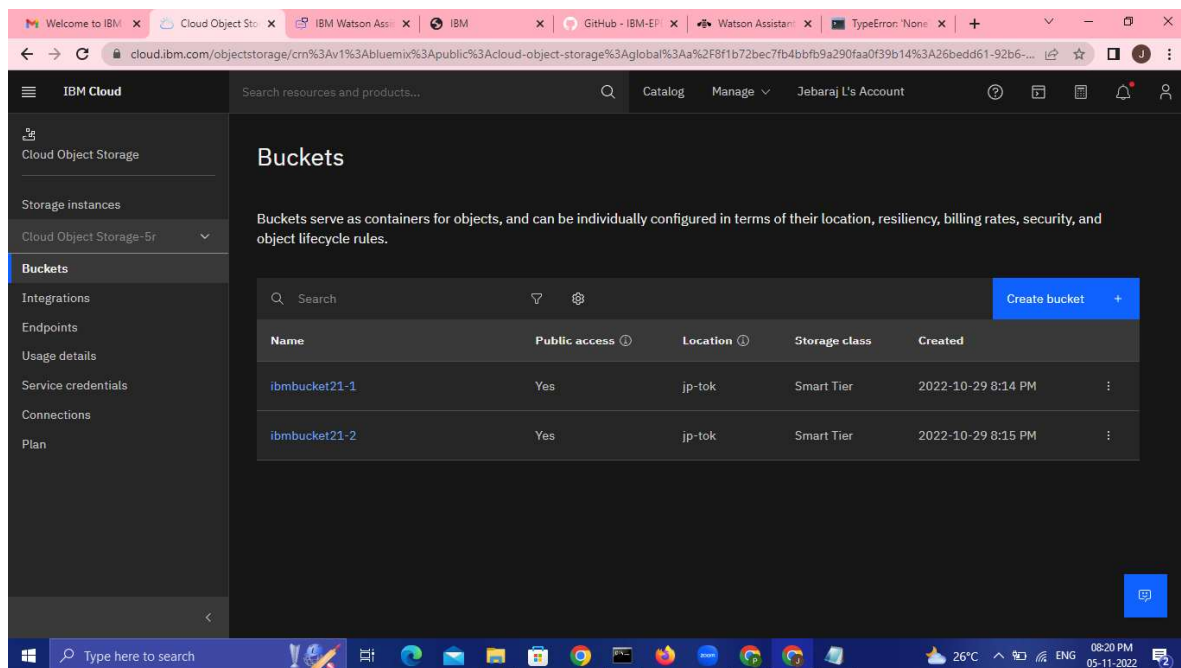 Welcome to IBM
Cloud Object Sto
IBM Watson Assi
IBM
GitHub - IBM-EP
Watson Assistan
TypeError: 'None
cloud.ibm.com/objectstorage/crn%3Av1%3Abluemix%3Apublic%3Acloud-object-storage%3Aglobal%3Aa%2F8f1b72bec7fb4bbfb9a290faa0f39b14%3A26bedd61-92b6-...
J
IBM Cloud
Search resources and products...
Catalog
Manage
Jebaraj L's Account
Cloud Object Storage
Storage instances
Cloud Object Storage-5r
Buckets
Integrations
Endpoints
Usage details
Service credentials
Connections
Plan
Buckets
Buckets serve as containers for objects, and can be individually configured in terms of their location, resiliency, billing rates, security, and
object lifecycle rules.
Search
Create bucket +
Name Public access Location Storage class Created
ibmbucket21-1 Yes jp-tok Smart Tier 2022-10-29 8:14 PM
ibmbucket21-2 Yes jp-tok Smart Tier 2022-10-29 8:15 PM
Type here to search
zoom
26°C
ENG
08:20 PM
05-11-2022
2